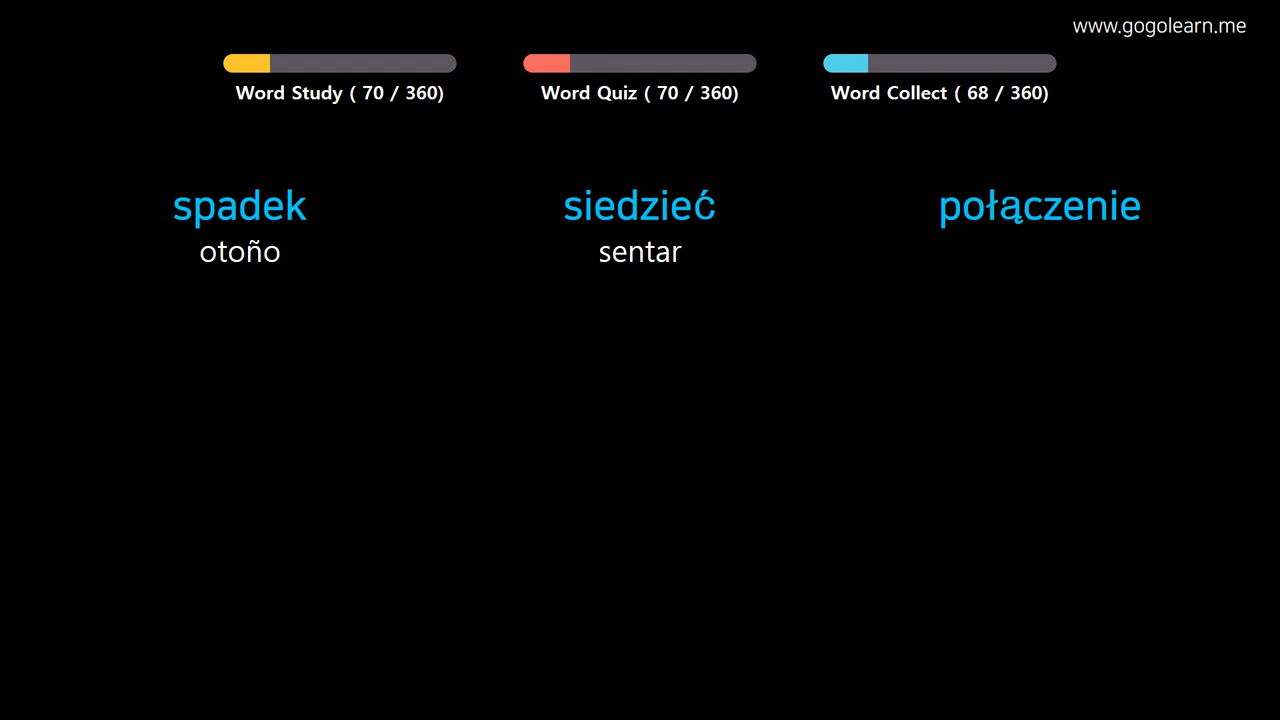 www.gogolearn.me
Word Study ( 70 / 360)
Word Quiz ( 70 / 360)
Word Collect ( 68 / 360)
spadek
otoño
siedzieć
sentar
połączenie